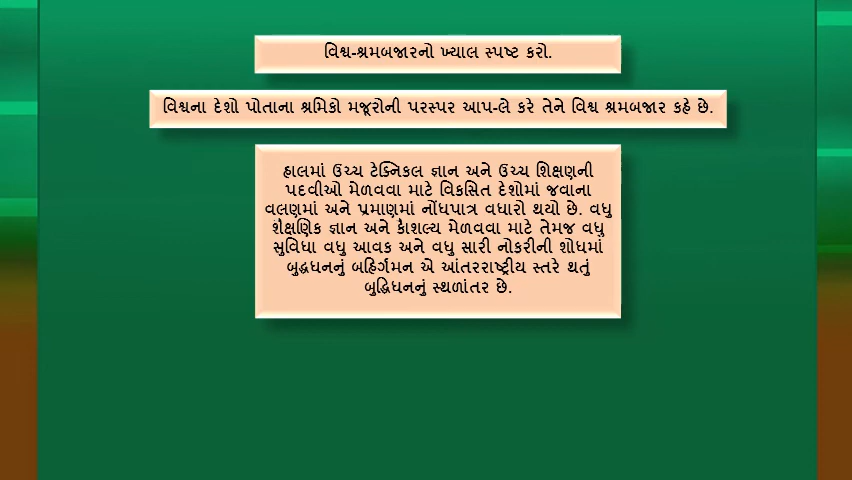 વિશ્વ-શ્રમબજારનો ખ્યાલ સ્પષ્ટ કરો.
વિશ્વના દેશો પોતાના શ્રમિકો મજૂરોની પરસ્પર આપ-લે કરે તેને વિશ્વ શ્રમબજાર કહે છે.
હાલમાં ઉચ્ચ ટેક્નિકલ જ્ઞાન અને ઉચ્ચ શિક્ષણની
પદવીઓ મેળવવા માટે વિકસિત દેશોમાં જવાના
વલણમાં અને પ્રમાણમાં નોંધપાત્ર વધારો થયો છે. વધુ
શૈક્ષણિક જ્ઞાન અને કૌશલ્ય મેળવવા માટે તેમજ વધુ
સુવિધા વધુ આવક અને વધુ સારી નોકરીની શોધમાં
બુદ્ધધનનું બહિર્ગમન એ આંતરરાષ્ટ્રીય સ્તરે થતું
બુદ્ધિધનનું સ્થળાંતર છે.